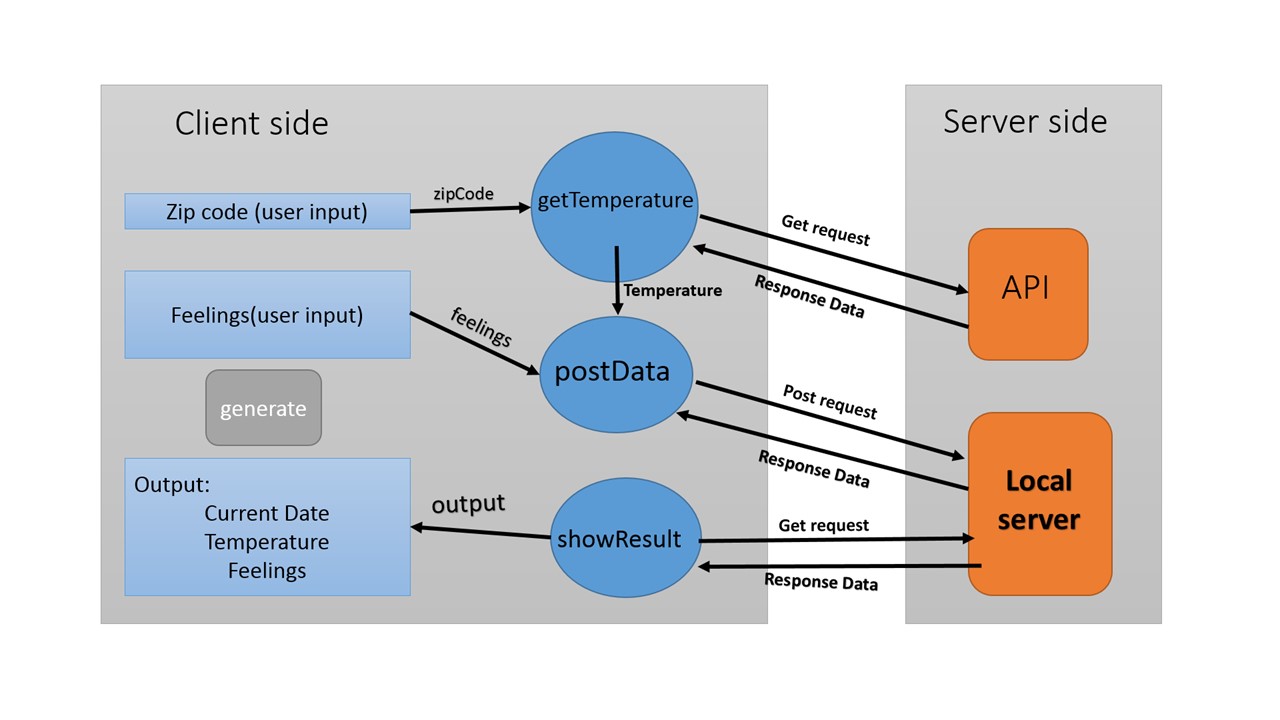 Client side
Server side
Zip code (user input)
zipCode
getTemperature
Get request
Response Data
API
Temperature
Feelings(user input)
feelings
postData
Post request
Response Data
generate
Local
server
Output:
Current Date
Temperature
Feelings
output
showResult
Get request
Response Data